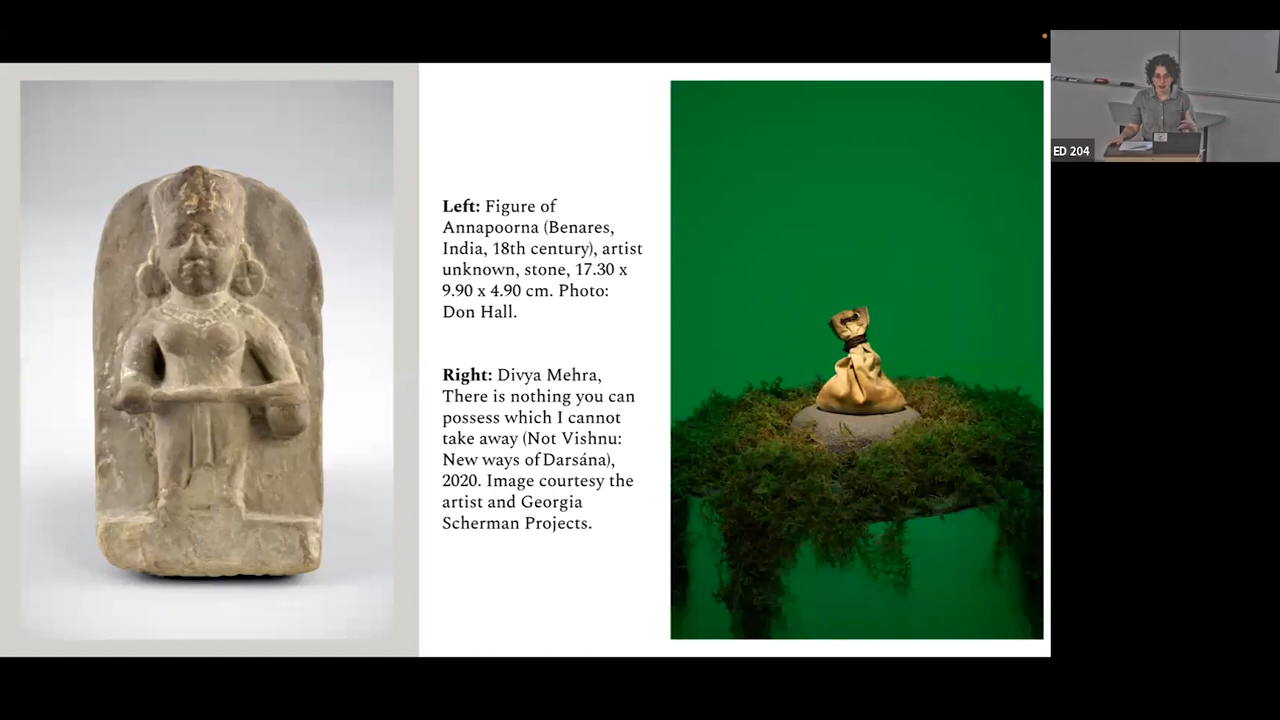 Left: Figure of
Annapoorna (Benares,
India, 18th century), artist
unknown, stone, 17.30 x
9.90 x 4.90 cm. Photo:
Don Hall.
Right: Divya Mehra,
There is nothing you can
possess which I cannot
take away (Not Vishnu:
New ways of Darsána),
2020. Image courtesy the
artist and Georgia
Scherman Projects.
ED 204